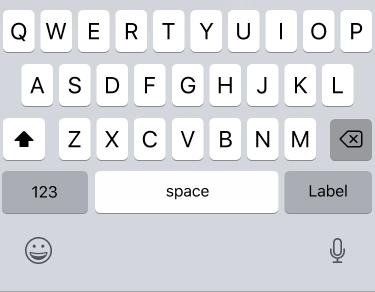 Q W E R T Y U I O P
A S D F G H J K L
Z X C V B N M
123 space Label